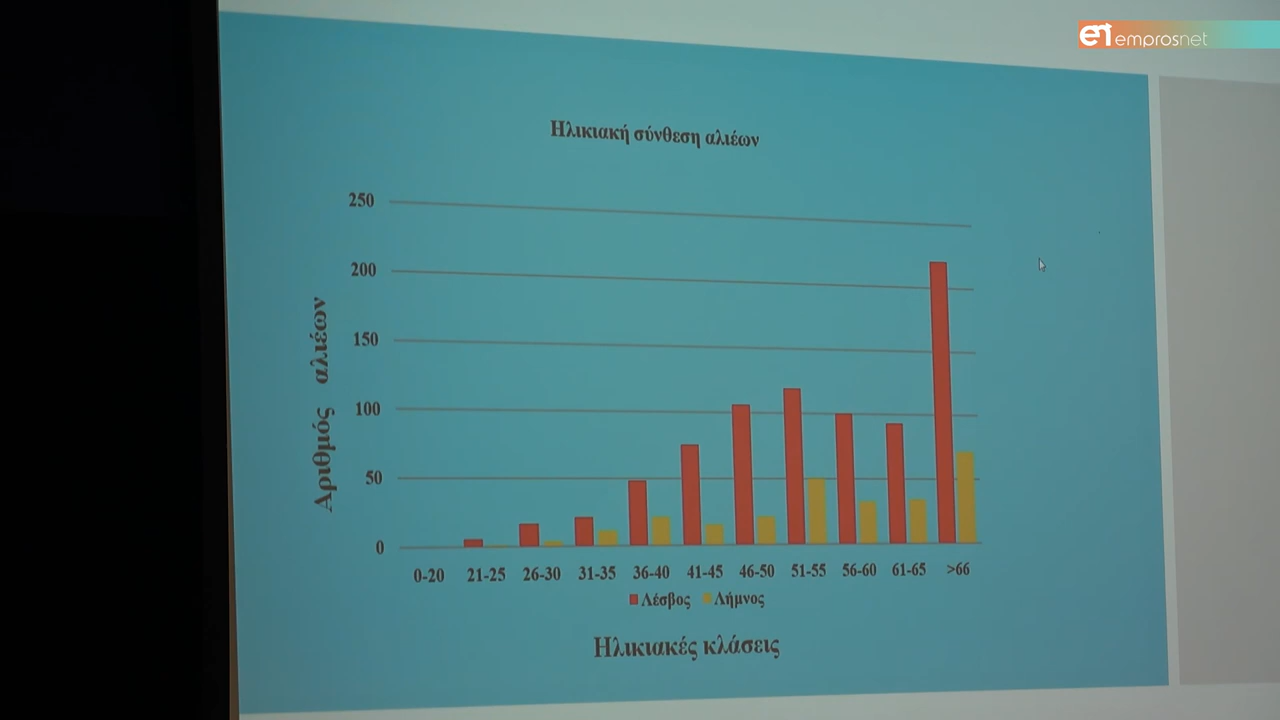 emprosnet
Ηλικιακή σύνθεση αλιέων
250
200
150
100
50
0
Αριθμός αλιέων
0-20 21-25 26-30 31-35 36-40 41-45 46-50 51-55 56-60 61-65 >66
Λέσβος Λήμνος
Ηλικιακές κλάσεις